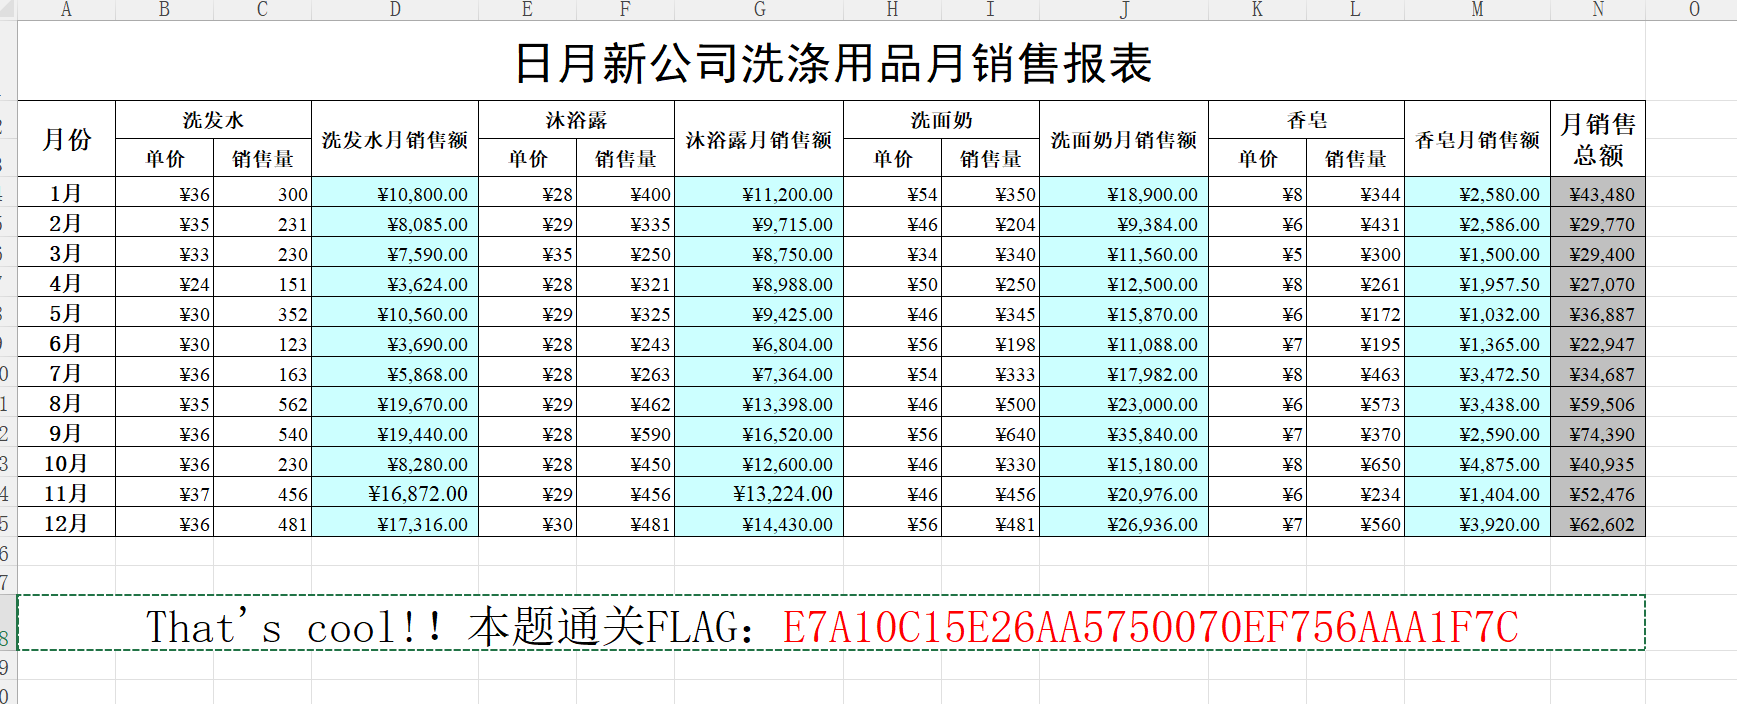 A B C D E F G H I J K L M N O
日月新公司洗涤用品月销售报表
月份 洗发水 洗发水月销售额 沐浴露 沐浴露月销售额 洗面奶 洗面奶月销售额 香皂 香皂月销售额 月销售总额
单价 销售量 单价 销售量 单价 销售量 单价 销售量
1月 ¥36 300 ¥10,800.00 ¥28 ¥400 ¥11,200.00 ¥54 ¥350 ¥18,900.00 ¥8 ¥344 ¥2,580.00 ¥43,480
2月 ¥35 231 ¥8,085.00 ¥29 ¥335 ¥9,715.00 ¥46 ¥204 ¥9,384.00 ¥6 ¥431 ¥2,586.00 ¥29,770
3月 ¥33 230 ¥7,590.00 ¥35 ¥250 ¥8,750.00 ¥34 ¥340 ¥11,560.00 ¥5 ¥300 ¥1,500.00 ¥29,400
4月 ¥24 151 ¥3,624.00 ¥28 ¥321 ¥8,988.00 ¥50 ¥250 ¥12,500.00 ¥8 ¥261 ¥1,957.50 ¥27,070
5月 ¥30 352 ¥10,560.00 ¥29 ¥325 ¥9,425.00 ¥46 ¥345 ¥15,870.00 ¥6 ¥172 ¥1,032.00 ¥36,887
6月 ¥30 123 ¥3,690.00 ¥28 ¥243 ¥6,804.00 ¥56 ¥198 ¥11,088.00 ¥7 ¥195 ¥1,365.00 ¥22,947
7月 ¥36 163 ¥5,868.00 ¥28 ¥263 ¥7,364.00 ¥54 ¥333 ¥17,982.00 ¥8 ¥463 ¥3,472.50 ¥34,687
8月 ¥35 562 ¥19,670.00 ¥29 ¥462 ¥13,398.00 ¥46 ¥500 ¥23,000.00 ¥6 ¥573 ¥3,438.00 ¥59,506
9月 ¥36 540 ¥19,440.00 ¥28 ¥590 ¥16,520.00 ¥56 ¥640 ¥35,840.00 ¥7 ¥370 ¥2,590.00 ¥74,390
10月 ¥36 230 ¥8,280.00 ¥28 ¥450 ¥12,600.00 ¥46 ¥330 ¥15,180.00 ¥8 ¥650 ¥4,875.00 ¥40,935
11月 ¥37 456 ¥16,872.00 ¥29 ¥456 ¥13,224.00 ¥46 ¥456 ¥20,976.00 ¥6 ¥234 ¥1,404.00 ¥52,476
12月 ¥36 481 ¥17,316.00 ¥30 ¥481 ¥14,430.00 ¥56 ¥481 ¥26,936.00 ¥7 ¥560 ¥3,920.00 ¥62,602
That's cool!! 本题通关FLAG：E7A10C15E26AA5750070EF756AAA1F7C